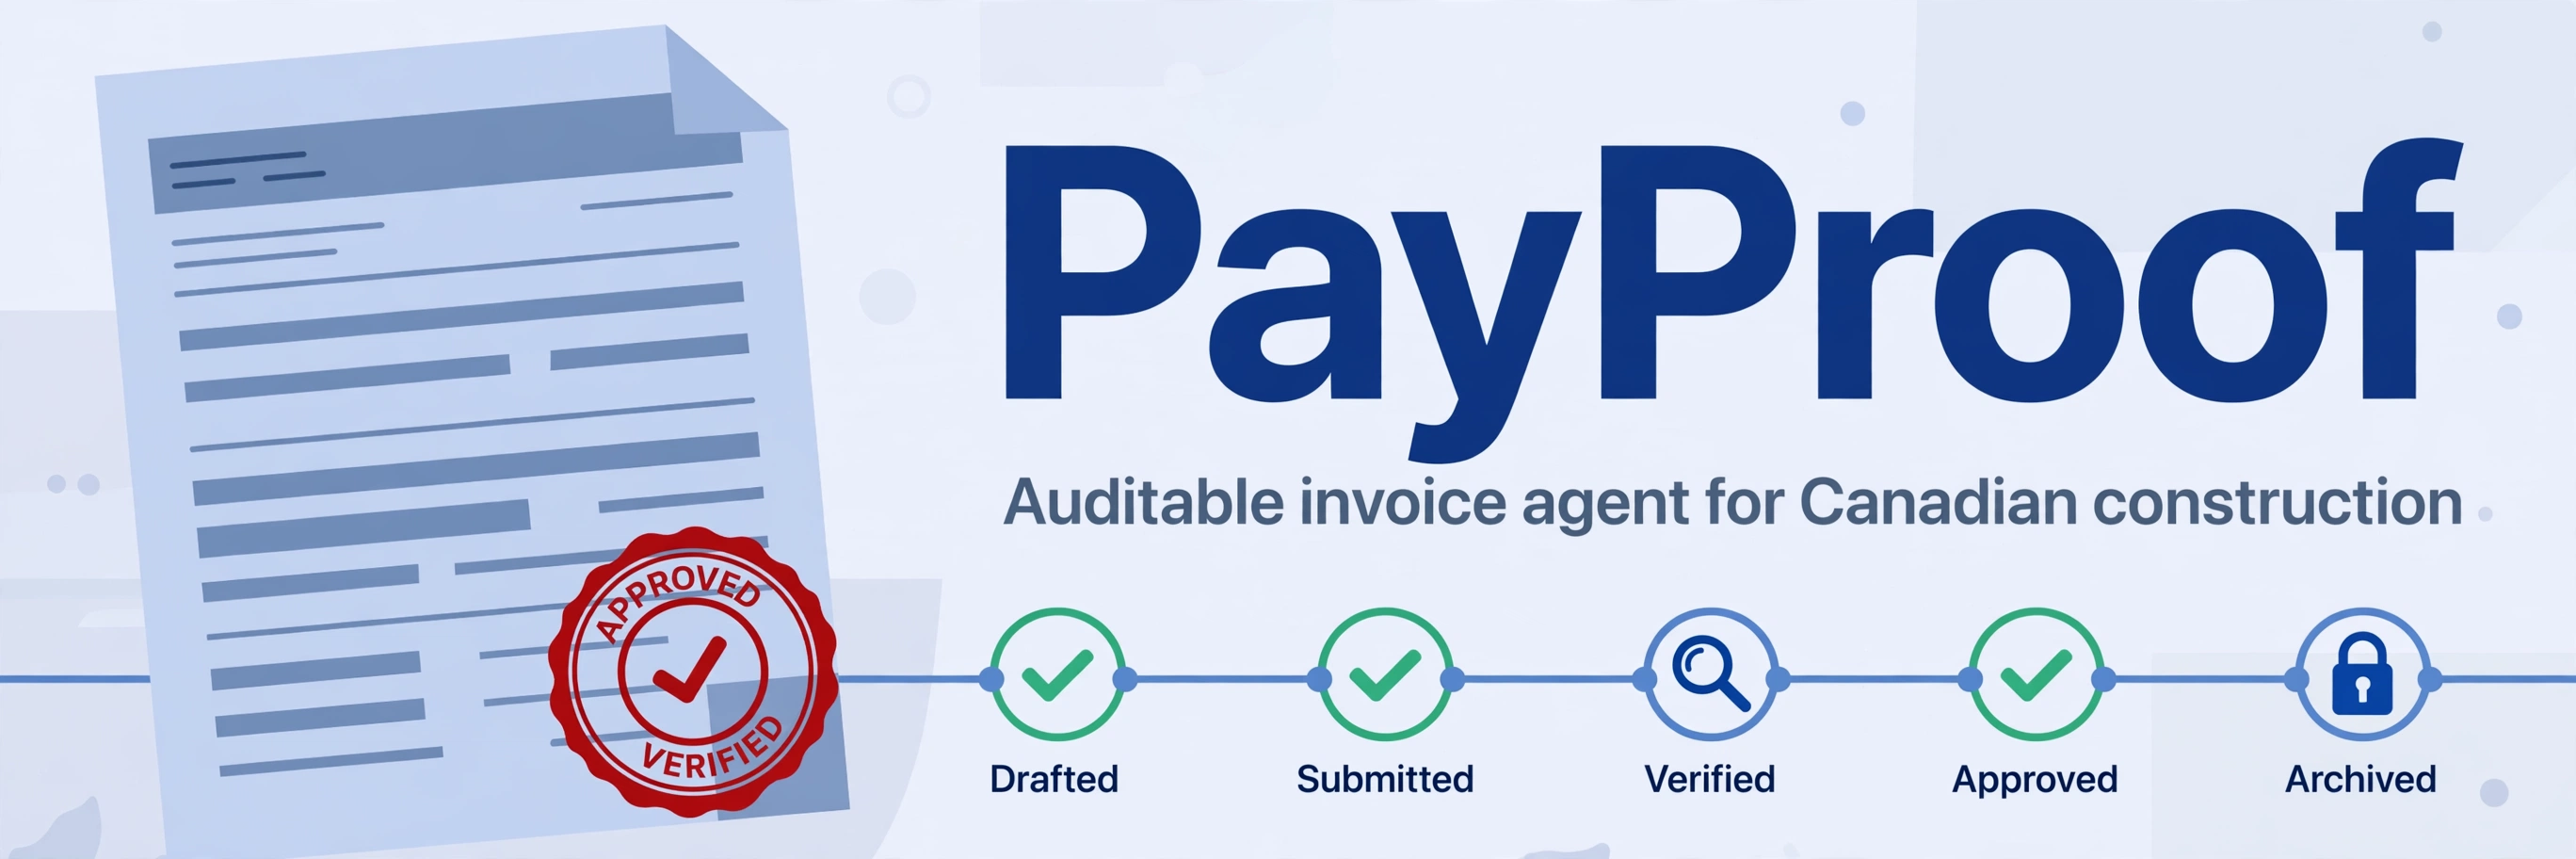 PayProof
Auditable invoice agent for Canadian construction
APPROVED
VERIFIED
Drafted
Submitted
Verified
Approved
Archived